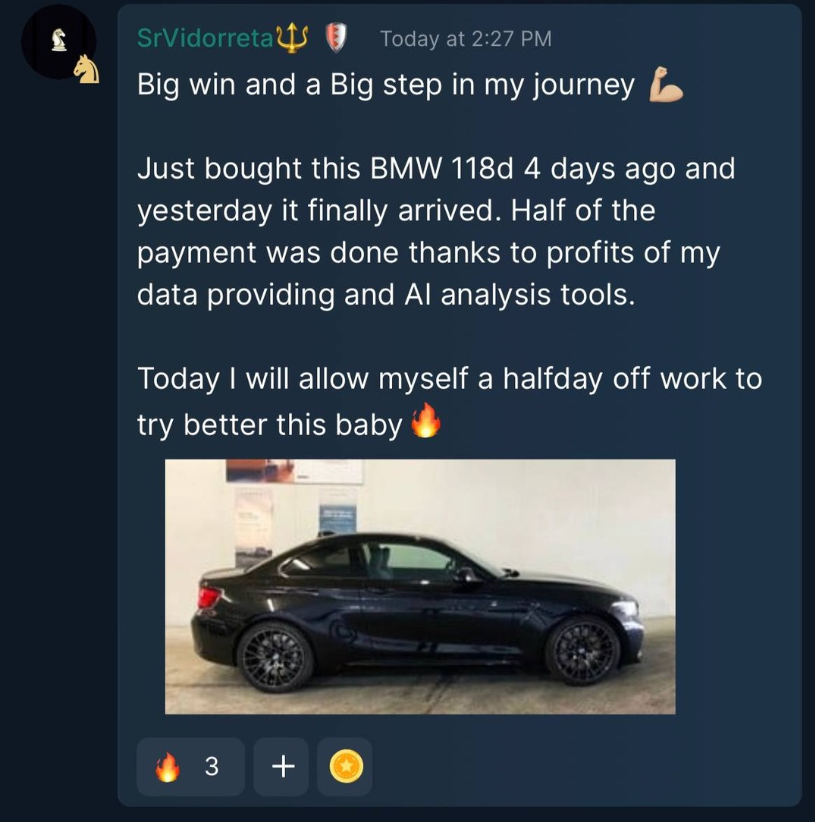 SrVidorreta🔱 Today at 2:27 PM
Big win and a Big step in my journey 💪🏼
Just bought this BMW 118d 4 days ago and
yesterday it finally arrived. Half of the
payment was done thanks to profits of my
data providing and AI analysis tools.
Today I will allow myself a halfday off work to
try better this baby 🔥
🔥 3 +